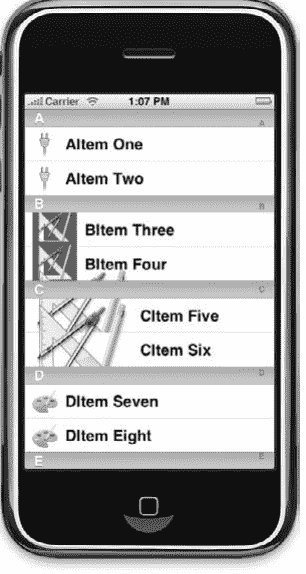 Carrier 1:07 PM
A A
AItem One
AItem Two
B B
BItem Three
BItem Four
C C
CItem Five
CItem Six
D D
DItem Seven
DItem Eight
E E